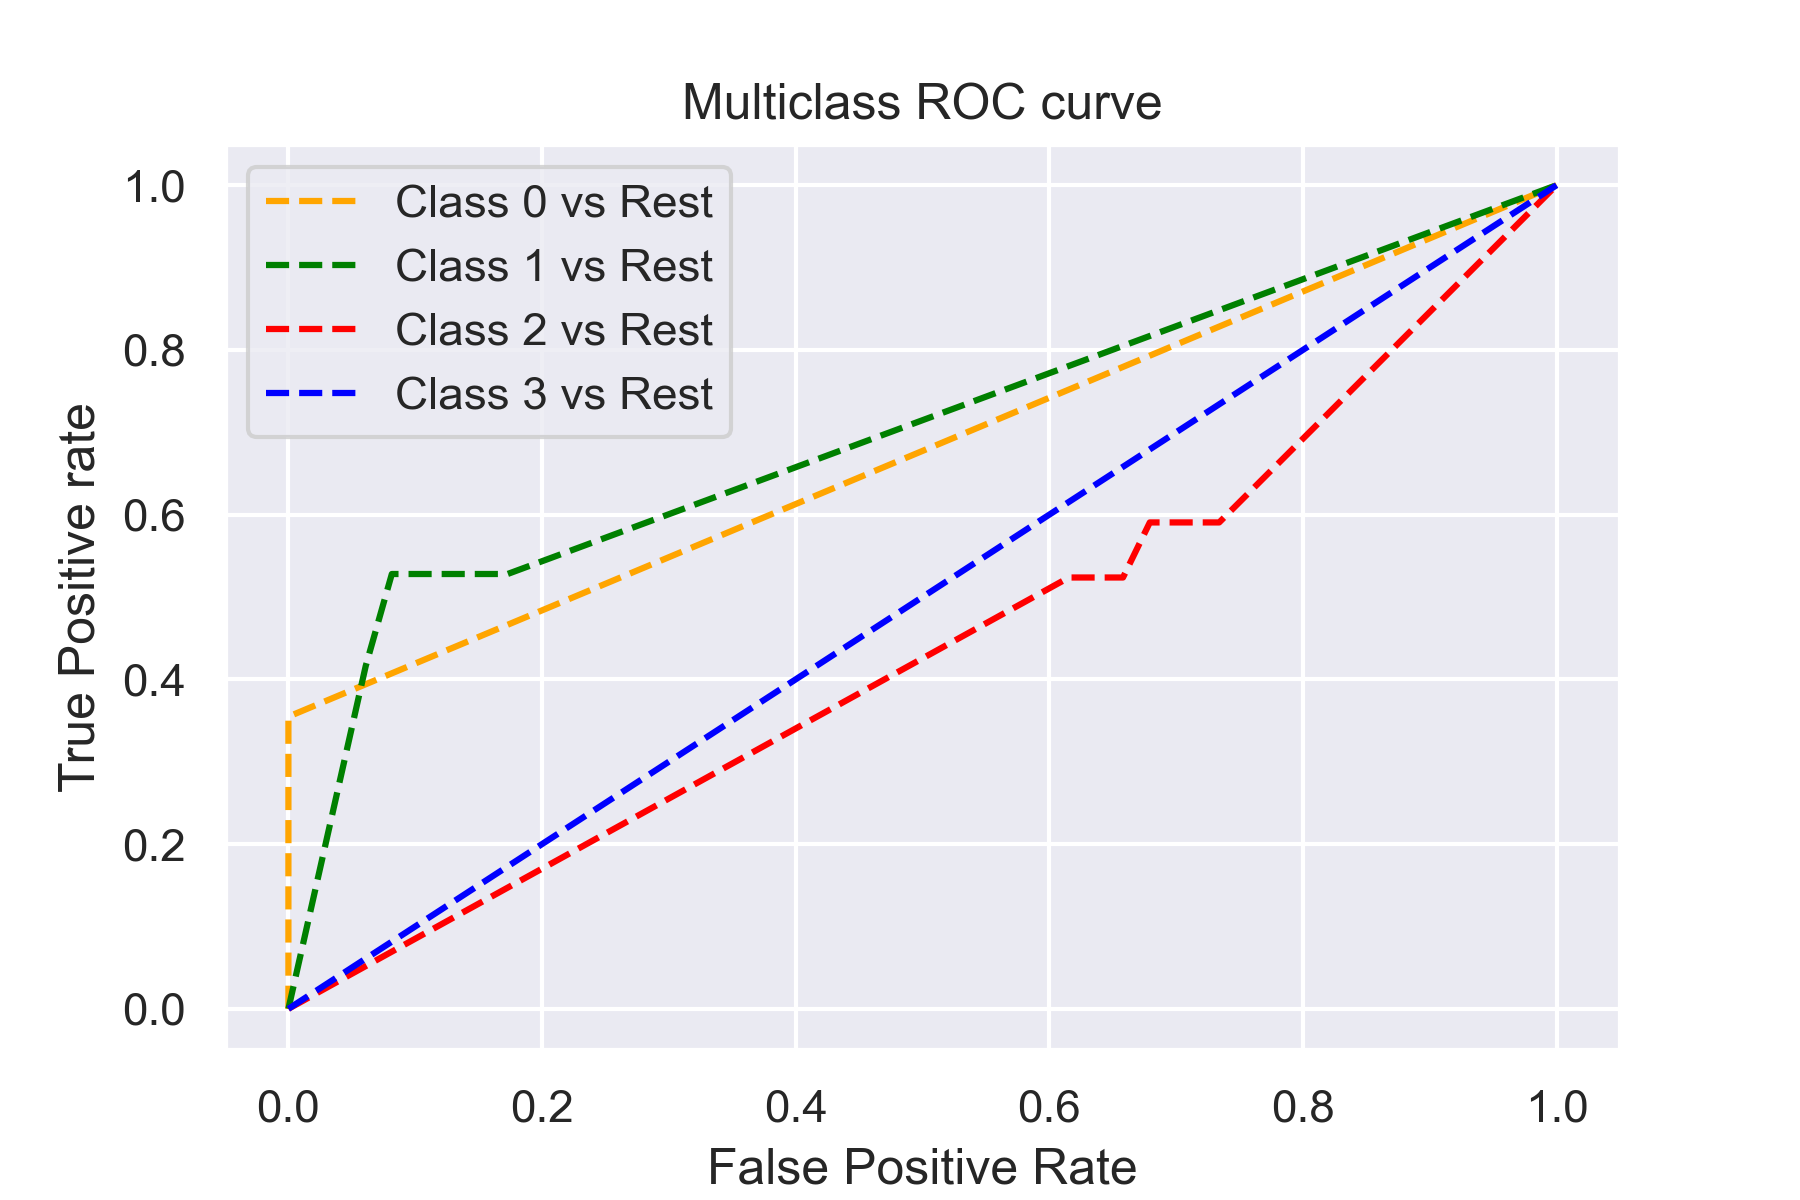 Multiclass ROC curve
Class 0 vs Rest
Class 1 vs Rest
Class 2 vs Rest
Class 3 vs Rest
True Positive rate
1.0
0.8
0.6
0.4
0.2
0.0
0.0 0.2 0.4 0.6 0.8 1.0
False Positive Rate